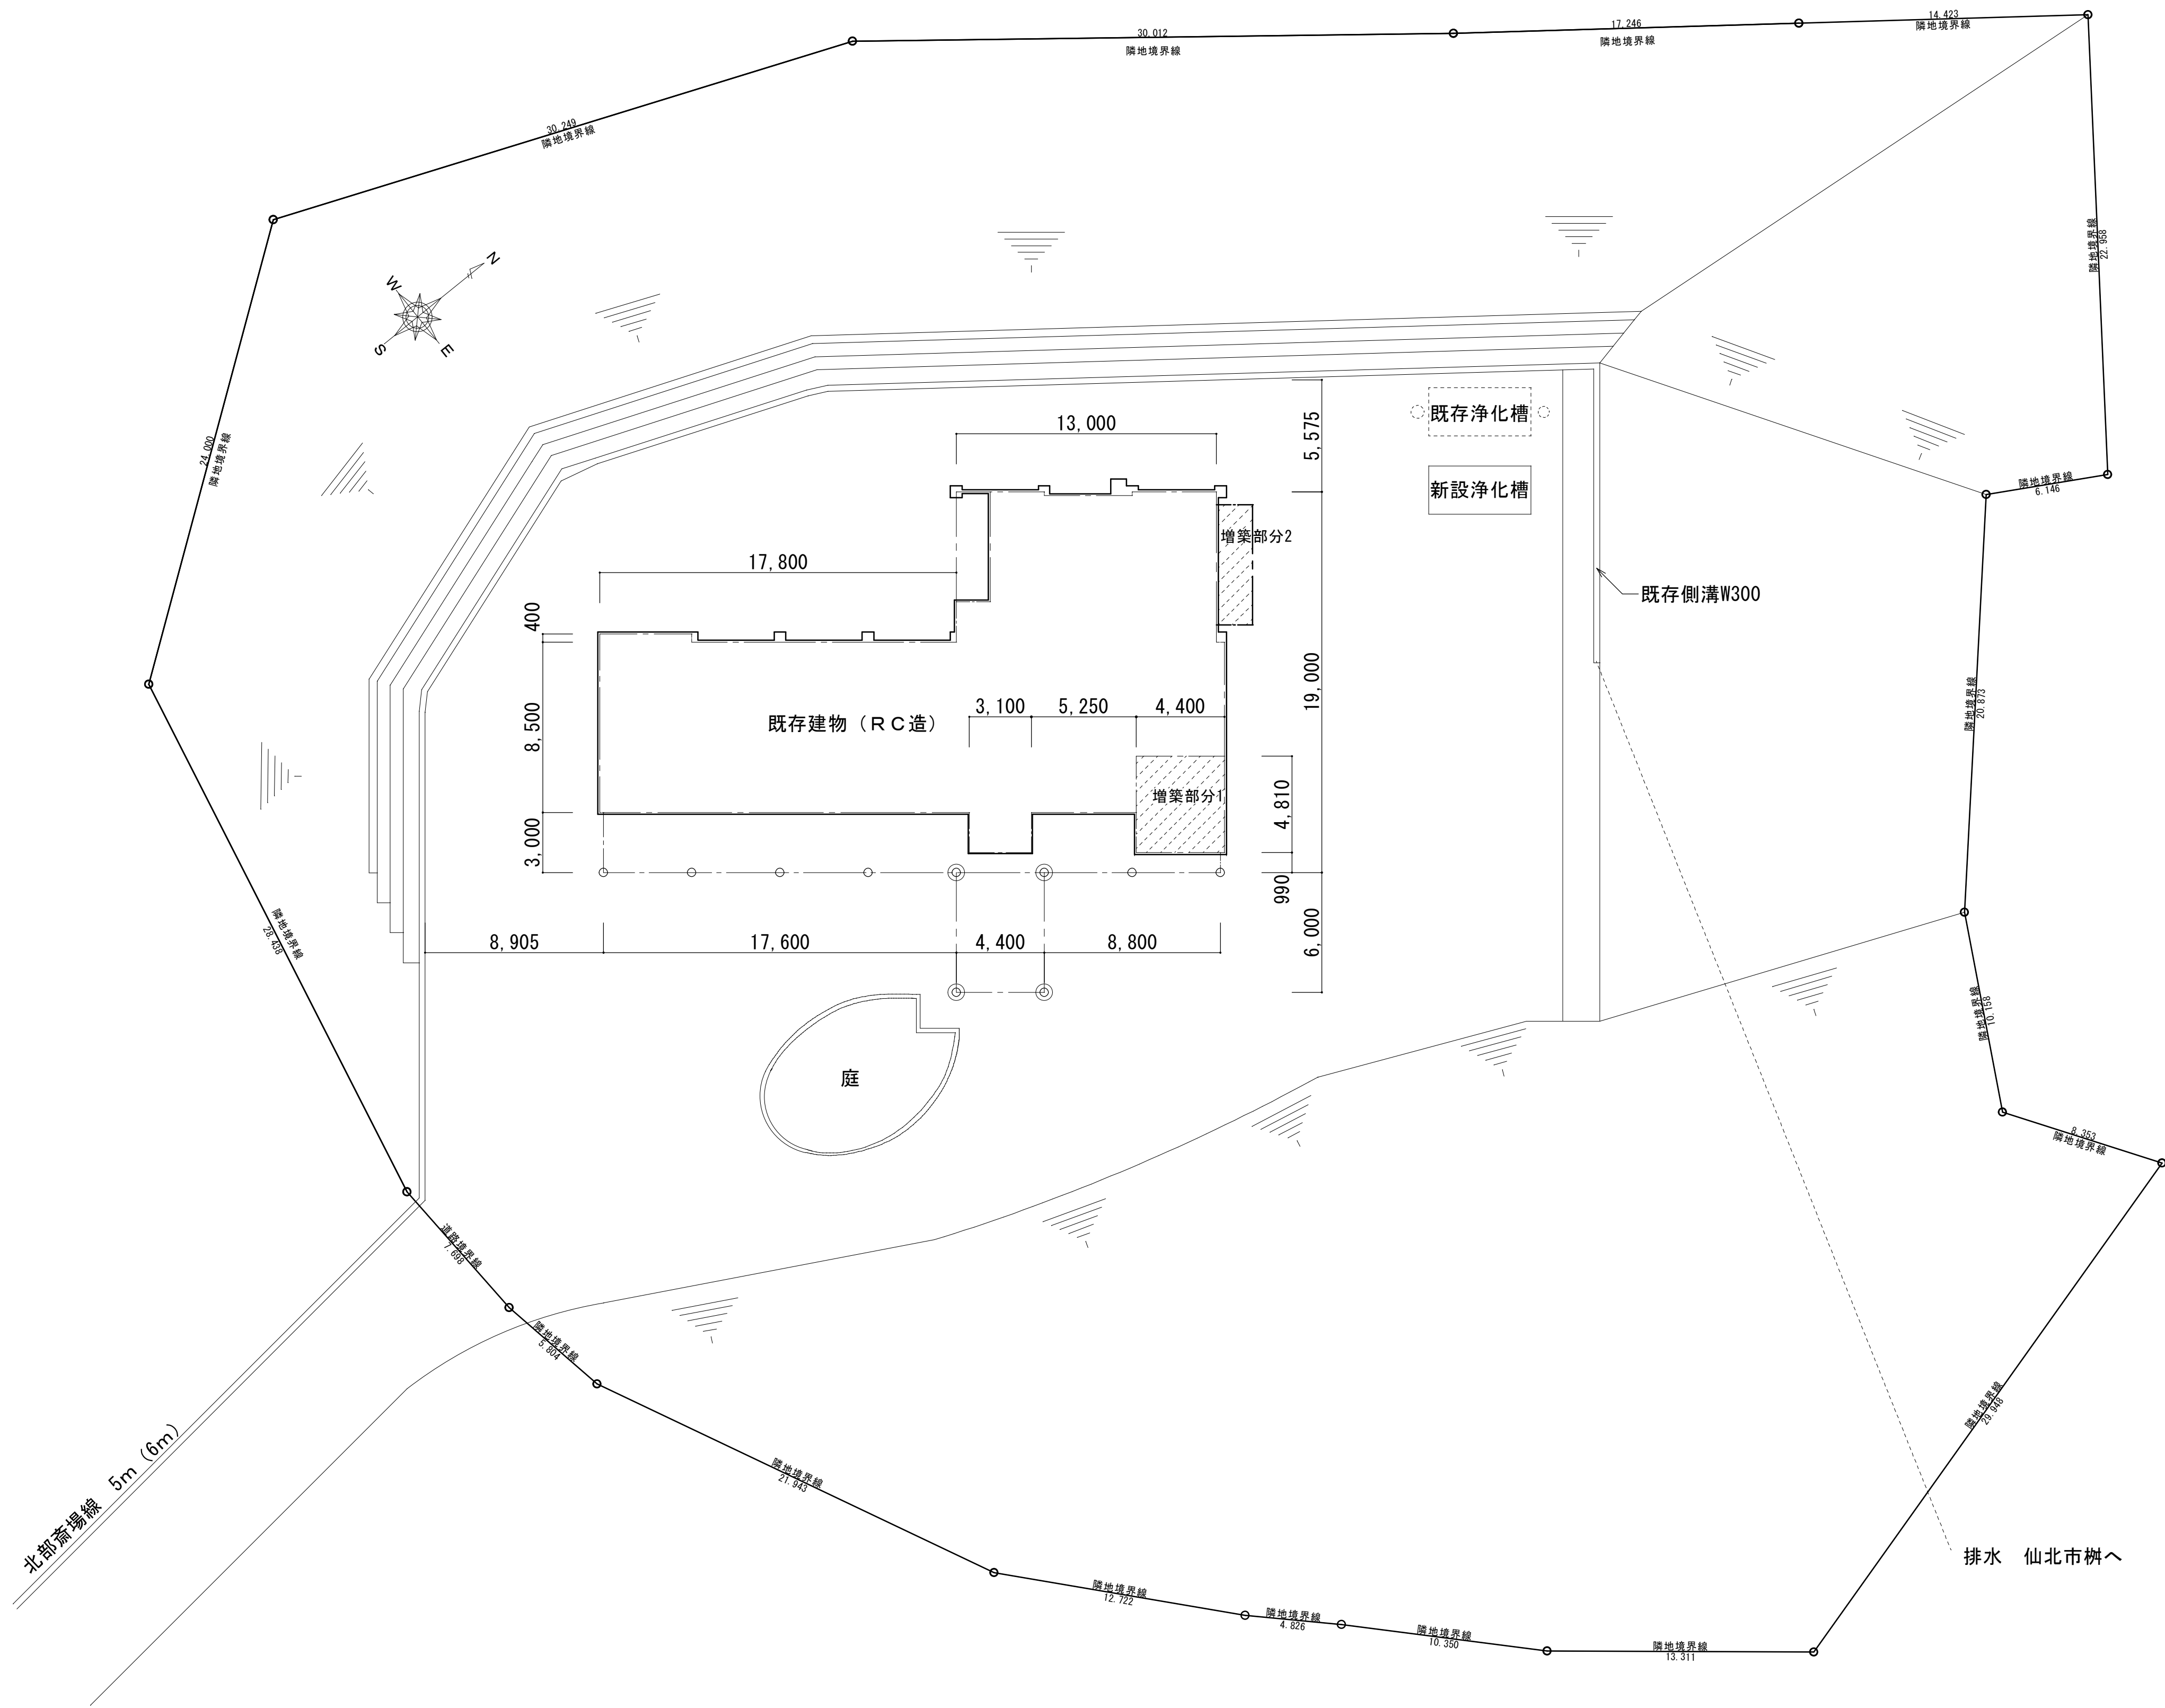 30,012
隣地境界線
17,246
隣地境界線
14,423
隣地境界線
30,249
隣地境界線
24,000
隣地境界線
隣地境界線
22,958
N
W
S
E
13,000
5,575
既存浄化槽
新設浄化槽
隣地境界線
6,146
増築部分2
17,800
400
既存側溝W300
8,500
19,000
3,100
5,250
4,400
既存建物（RC造）
隣地境界線
20,873
増築部分1
4,810
3,000
990
6,000
8,905
17,600
4,400
8,800
隣地境界線
28,438
隣地境界線
10,158
庭
8,353
隣地境界線
道路境界線
7,698
隣地境界線
5,804
隣地境界線
29,948
北部斎場線　5m（6m）
隣地境界線
21,943
排水　仙北市桝へ
隣地境界線
12,722
隣地境界線
4,826
隣地境界線
10,350
隣地境界線
13,311